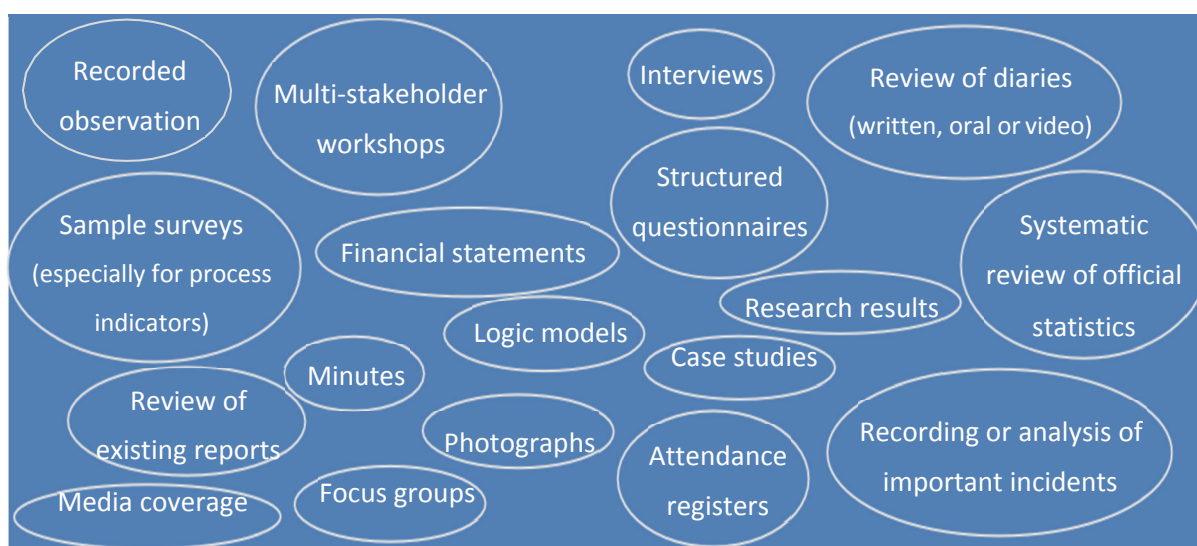 Recorded
observation
Multi-stakeholder
workshops
Interviews
Review of diaries
(written, oral or video)
Sample surveys
(especially for process
indicators)
Financial statements
Structured
questionnaires
Systematic
review of official
statistics
Research results
Logic models
Case studies
Minutes
Review of
existing reports
Photographs
Attendance
registers
Recording or analysis of
important incidents
Media coverage
Focus groups